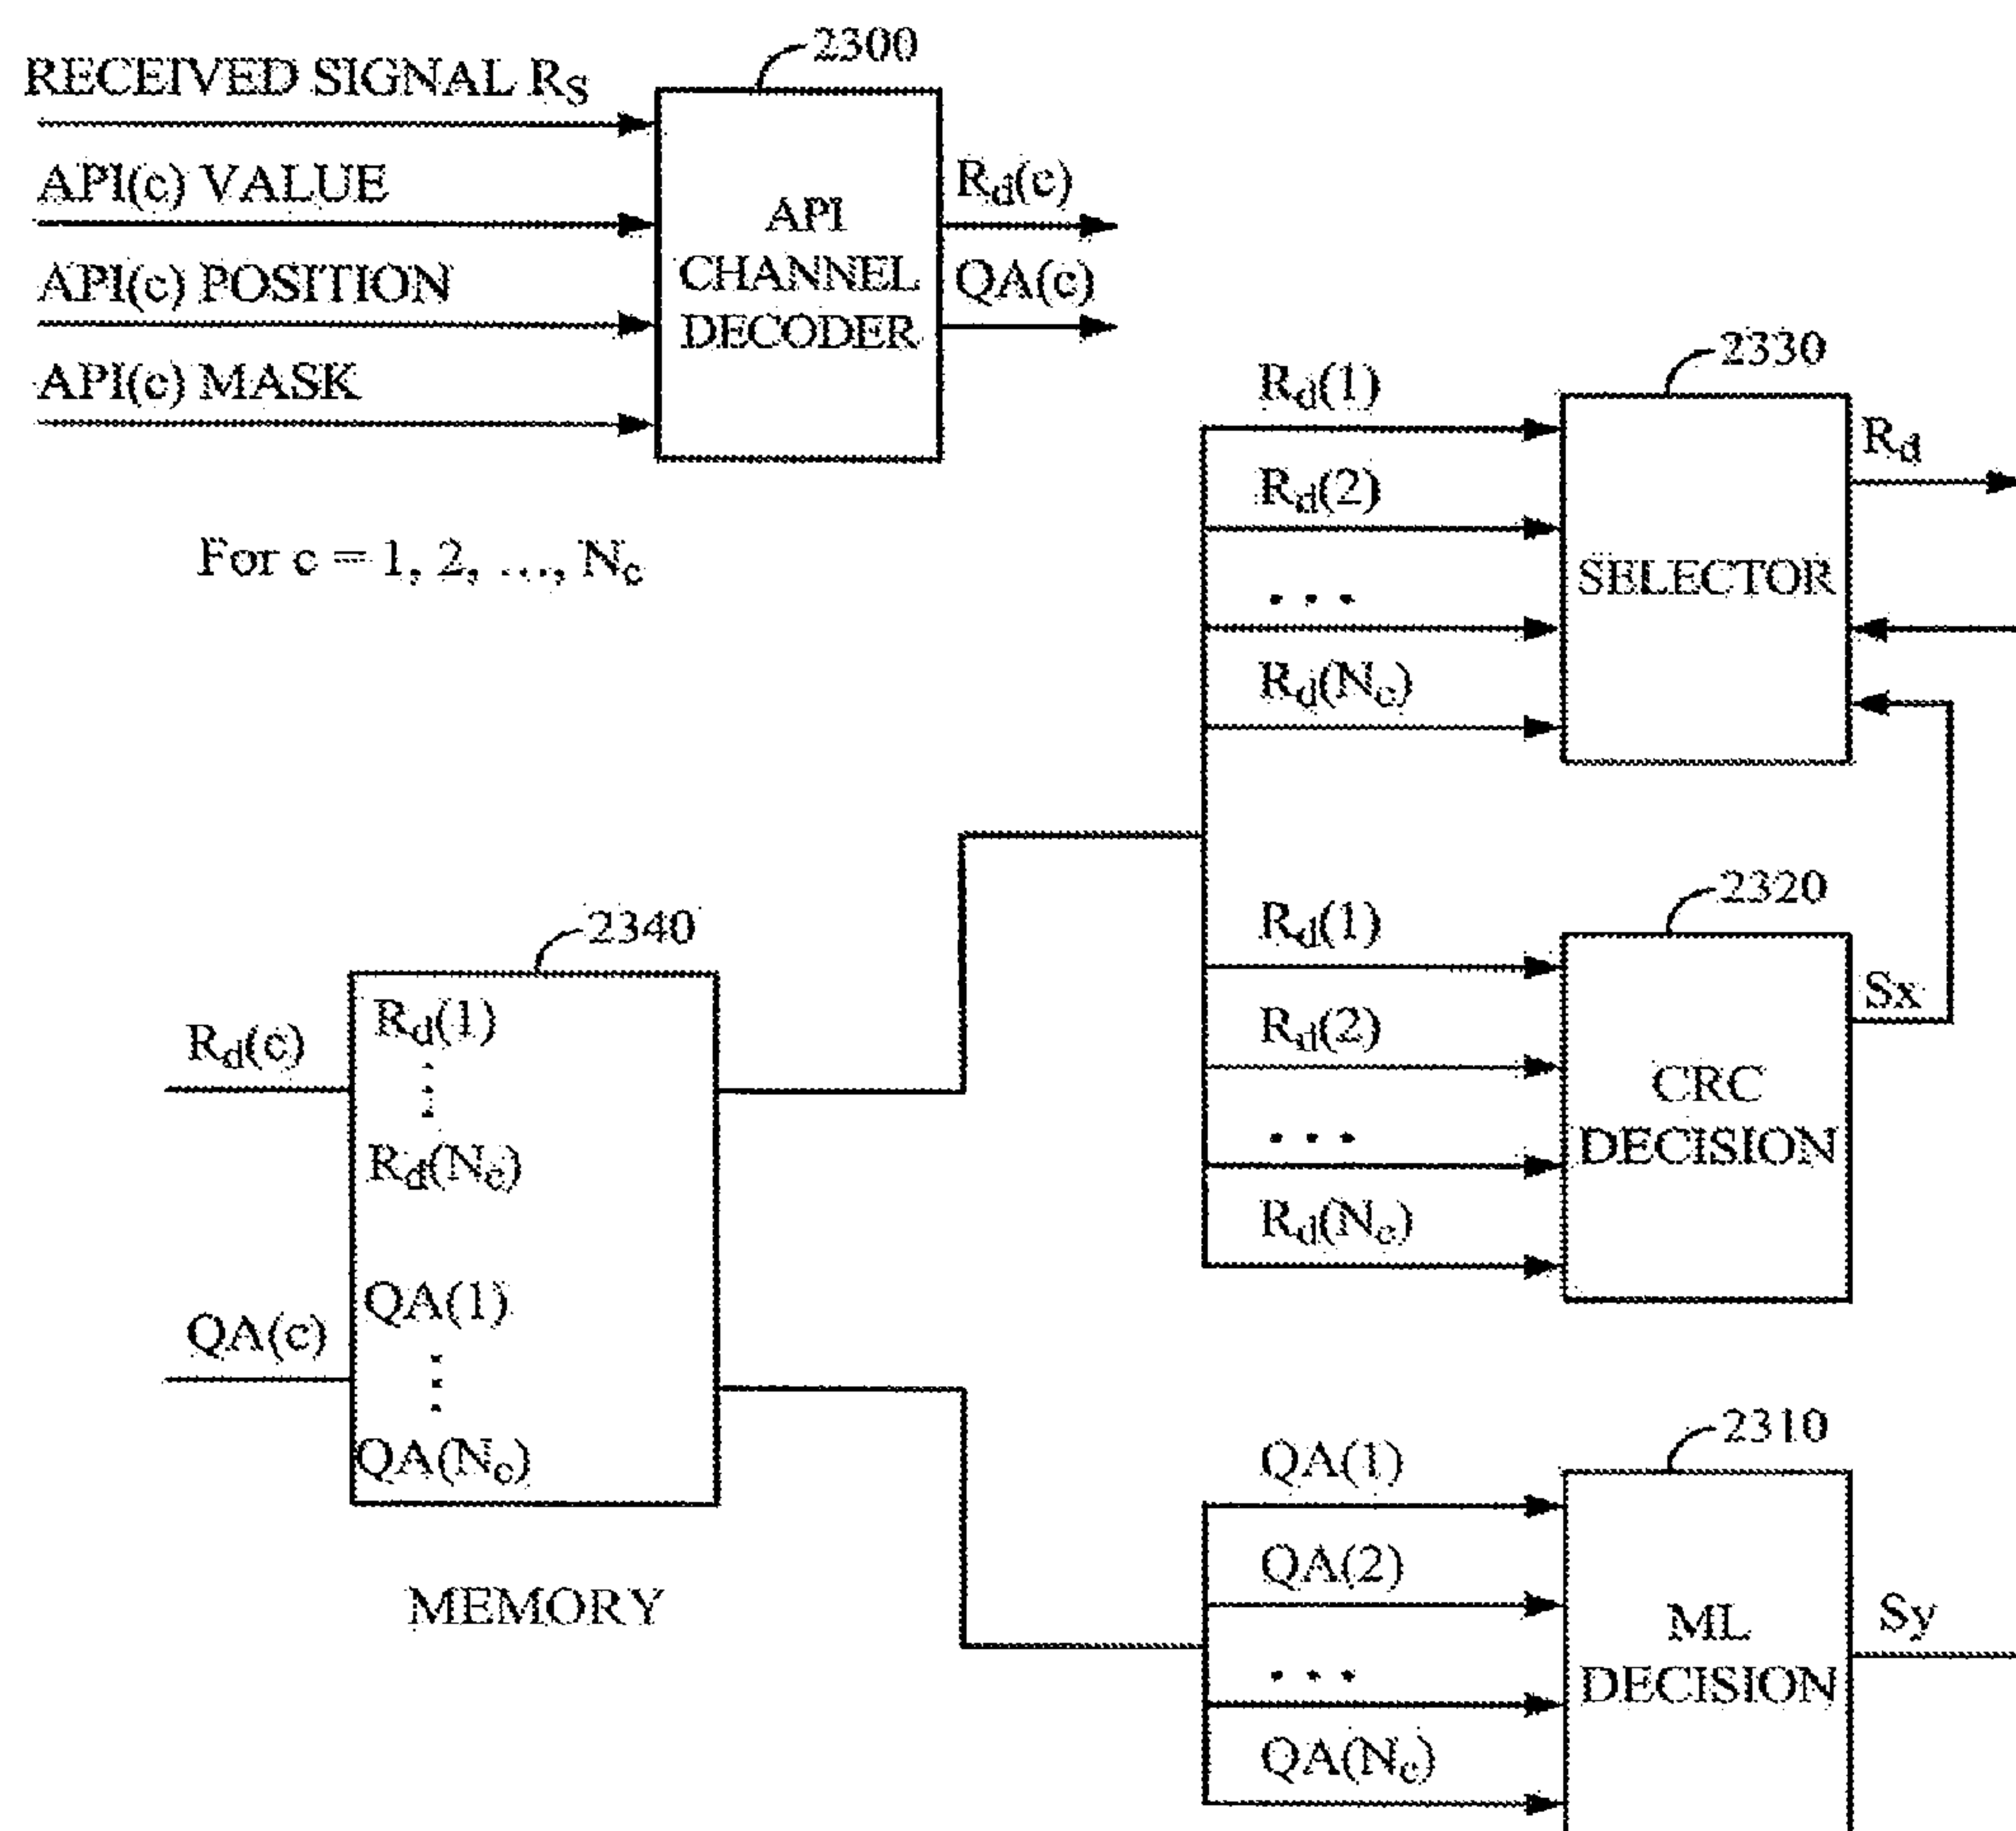 2300
RECEIVED SIGNAL RS
API(c) VALUE
API(c) POSITION
API(c) MASK
API
CHANNEL
DECODER
Rd(c)
QA(c)
For c = 1, 2, ..., Nc
2330
Rd(1)
Rd(2)
...
Rd(Nc)
SELECTOR
Rd
2320
Rd(1)
Rd(2)
...
Rd(Nc)
CRC
DECISION
Sx
2340
Rd(c)
QA(c)
Rd(1)
⋮
Rd(Nc)
QA(1)
⋮
QA(Nc)
MEMORY
2310
QA(1)
QA(2)
...
QA(Nc)
ML
DECISION
Sy